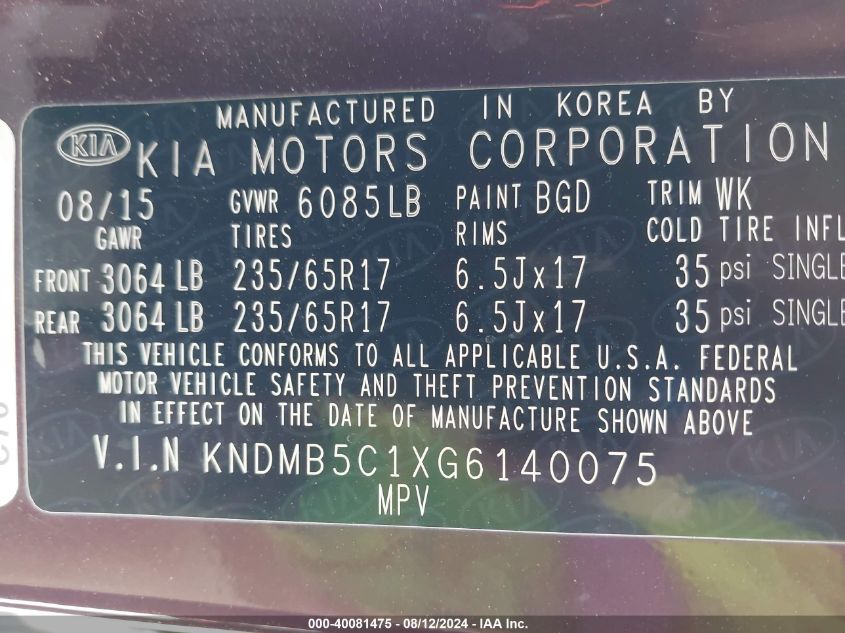 MANUFACTURED IN KOREA BY
KIA KIA MOTORS CORPORATION
08/15 GVWR 6085LB PAINT BGD TRIM WK
GAWR TIRES RIMS COLD TIRE INFL
FRONT 3064 LB 235/65R17 6.5Jx17 35 psi SINGLE
REAR 3064 LB 235/65R17 6.5Jx17 35 psi SINGLE
THIS VEHICLE CONFORMS TO ALL APPLICABLE U.S.A. FEDERAL
MOTOR VEHICLE SAFETY AND THEFT PREVENTION STANDARDS
IN EFFECT ON THE DATE OF MANUFACTURE SHOWN ABOVE
V.I.N KNDMB5C1XG6140075
MPV
000-40081475 - 08/12/2024 - IAA Inc.